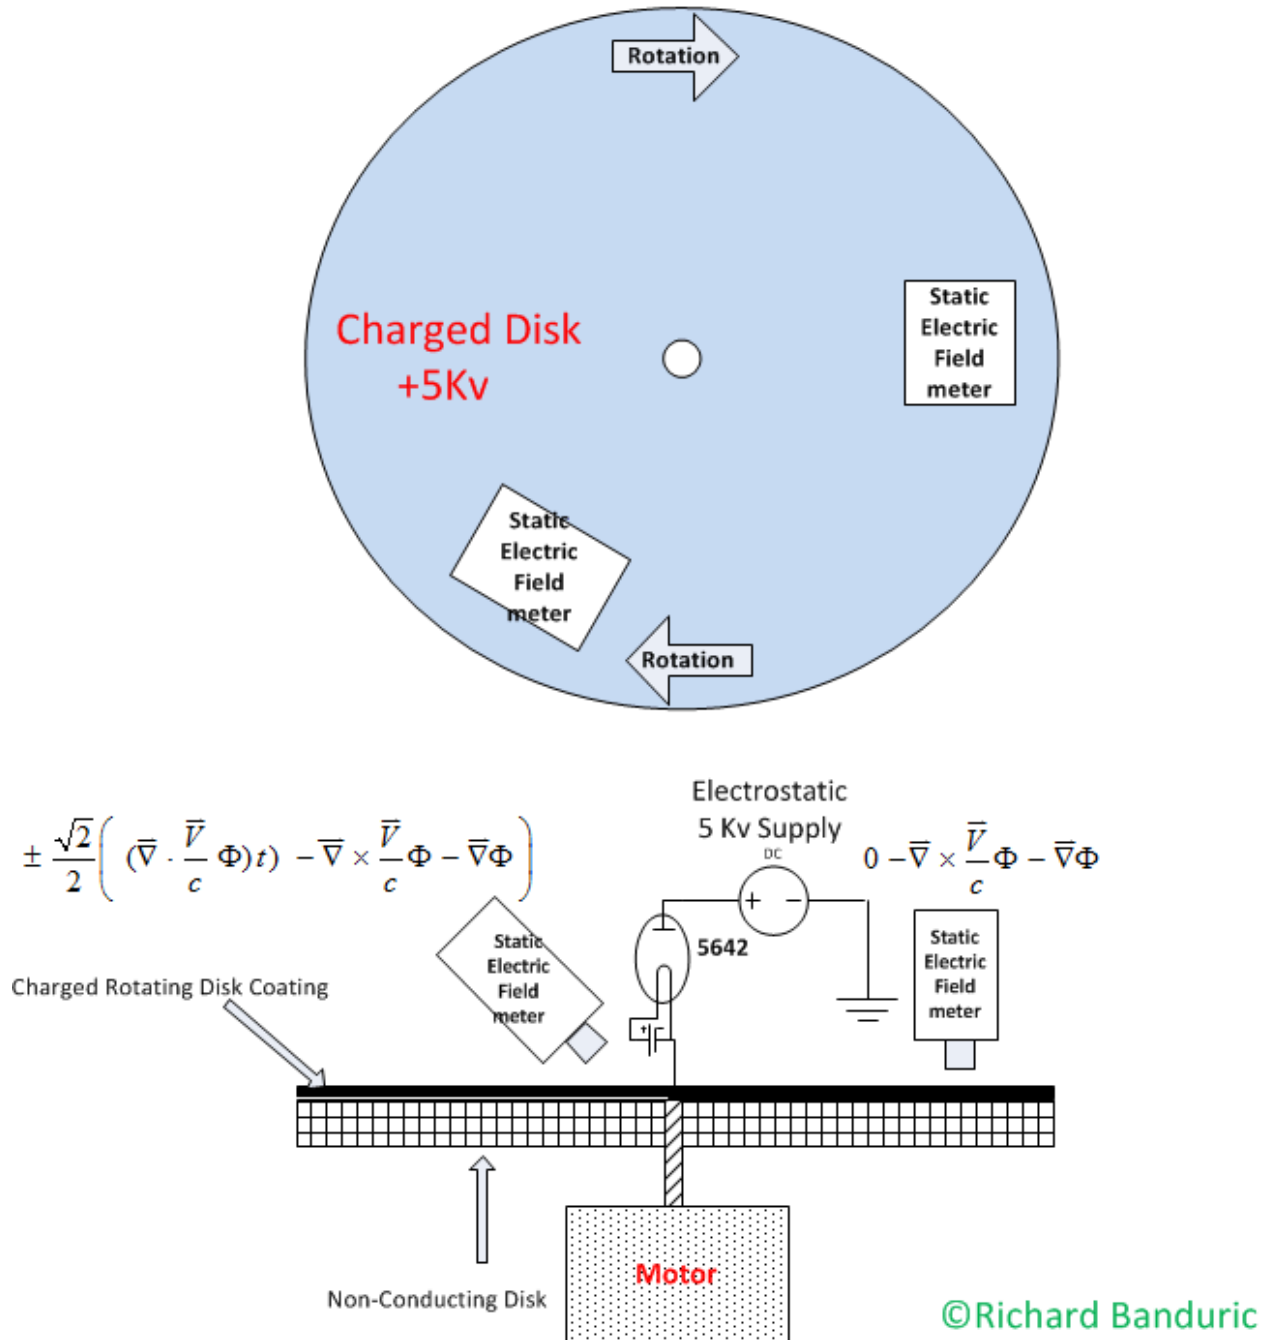 Rotation
Charged Disk
+5Kv
Static
Electric
Field
meter
Static
Electric
Field
meter
Rotation
Electrostatic
5 Kv Supply
DC
± √2/2 ( (∇⃗ · V⃗/c Φ) t) − ∇⃗ × V⃗/c Φ − ∇⃗Φ )
0 − ∇⃗ × V⃗/c Φ − ∇⃗Φ
+ −
5642
Static
Electric
Field
meter
Static
Electric
Field
meter
Charged Rotating Disk Coating
+
Non-Conducting Disk
Motor
©Richard Banduric